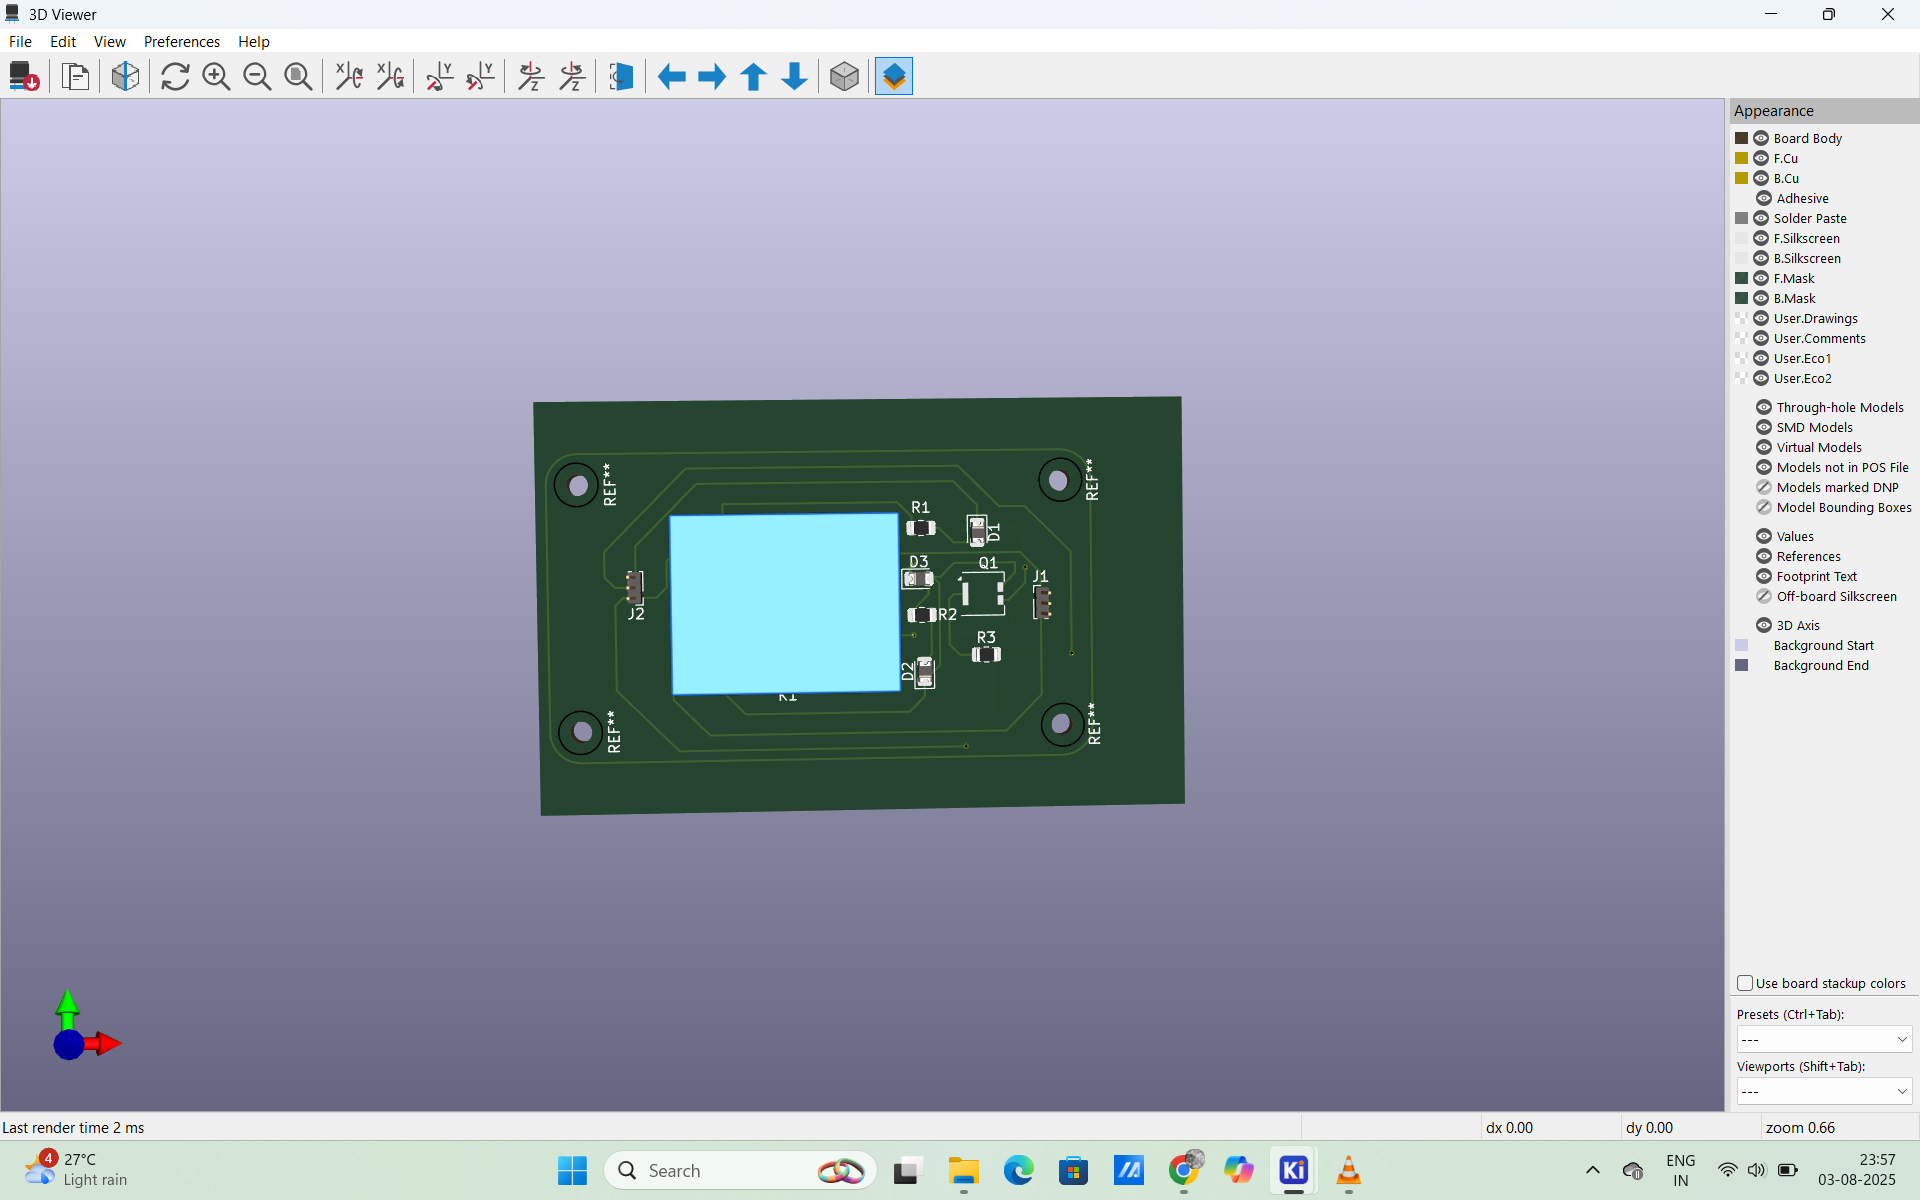 3D Viewer
File Edit View Preferences Help
Appearance
Board Body
F.Cu
B.Cu
Adhesive
Solder Paste
F.Silkscreen
B.Silkscreen
F.Mask
B.Mask
User.Drawings
User.Comments
User.Eco1
User.Eco2
Through-hole Models
SMD Models
Virtual Models
Models not in POS File
Models marked DNP
Model Bounding Boxes
Values
References
Footprint Text
Off-board Silkscreen
3D Axis
Background Start
Background End
Use board stackup colors
Presets (Ctrl+Tab):
---
Viewports (Shift+Tab):
---
REF**
REF**
R1
D1
D3
Q1
J1
J2
R2
R3
D2
REF**
REF**
Last render time 2 ms
dx 0.00
dy 0.00
zoom 0.66
4
27°C
Light rain
Search
Ki
ENG
IN
23:57
03-08-2025